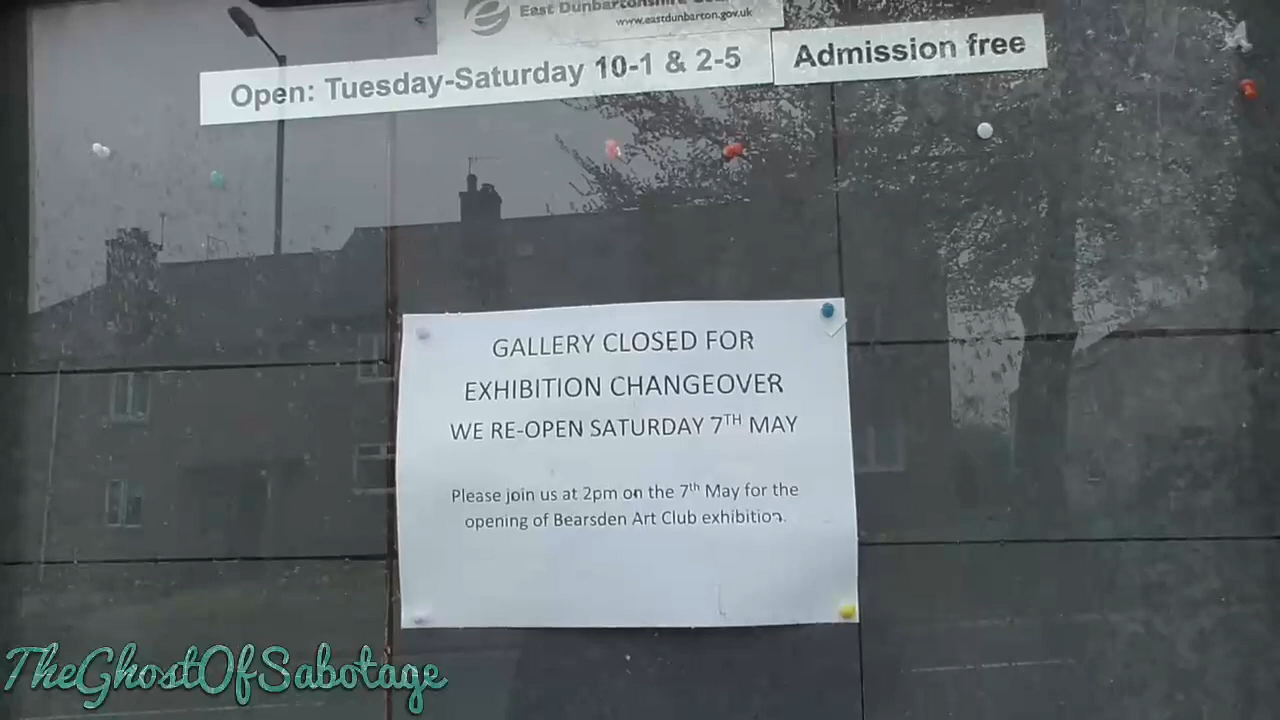 East Dunbartonshire
www.eastdunbarton.gov.uk
Open: Tuesday-Saturday 10-1 & 2-5
Admission free
GALLERY CLOSED FOR
EXHIBITION CHANGEOVER
WE RE-OPEN SATURDAY 7TH MAY
Please join us at 2pm on the 7th May for the
opening of Bearsden Art Club exhibition.
TheGhostOfSabotage